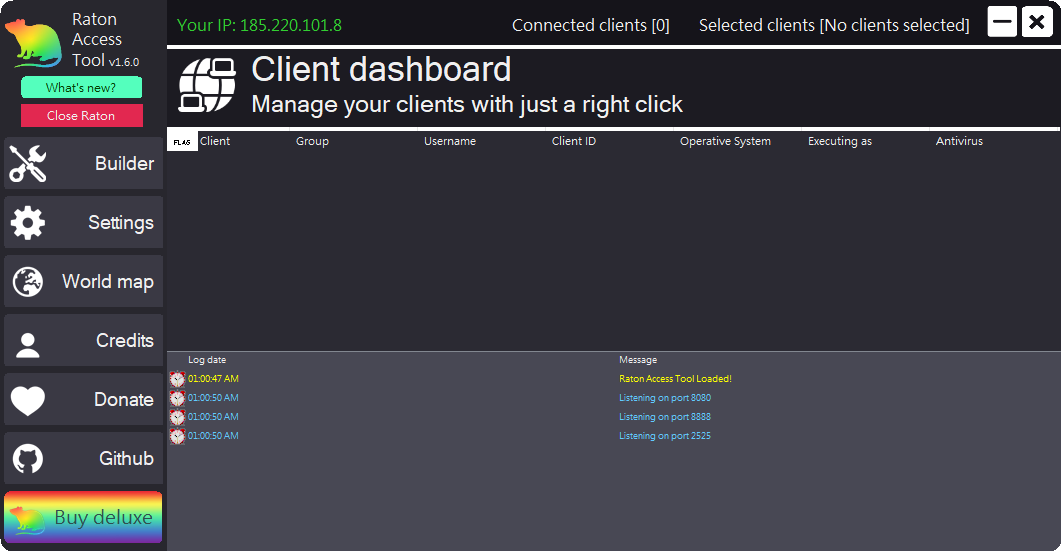 Raton
Access
Tool v1.6.0
What's new?
Close Raton
Builder
Settings
World map
Credits
Donate
Github
Buy deluxe
Your IP: 185.220.101.8 Connected clients [0] Selected clients [No clients selected]
Client dashboard
Manage your clients with just a right click
FLAG Client Group Username Client ID Operative System Executing as Antivirus
Log date Message
01:00:47 AM Raton Access Tool Loaded!
01:00:50 AM Listening on port 8080
01:00:50 AM Listening on port 8888
01:00:50 AM Listening on port 2525